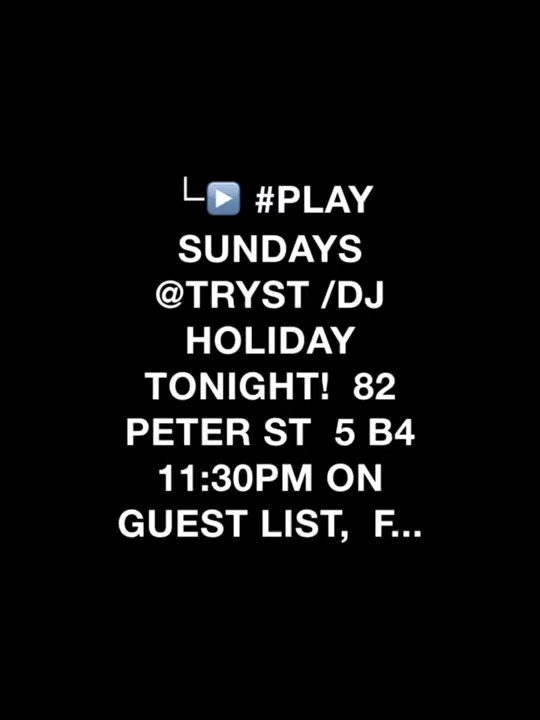 └▶️ #PLAY
SUNDAYS
@TRYST /DJ
HOLIDAY
TONIGHT!  82
PETER ST  5 B4
11:30PM ON
GUEST LIST,  F...